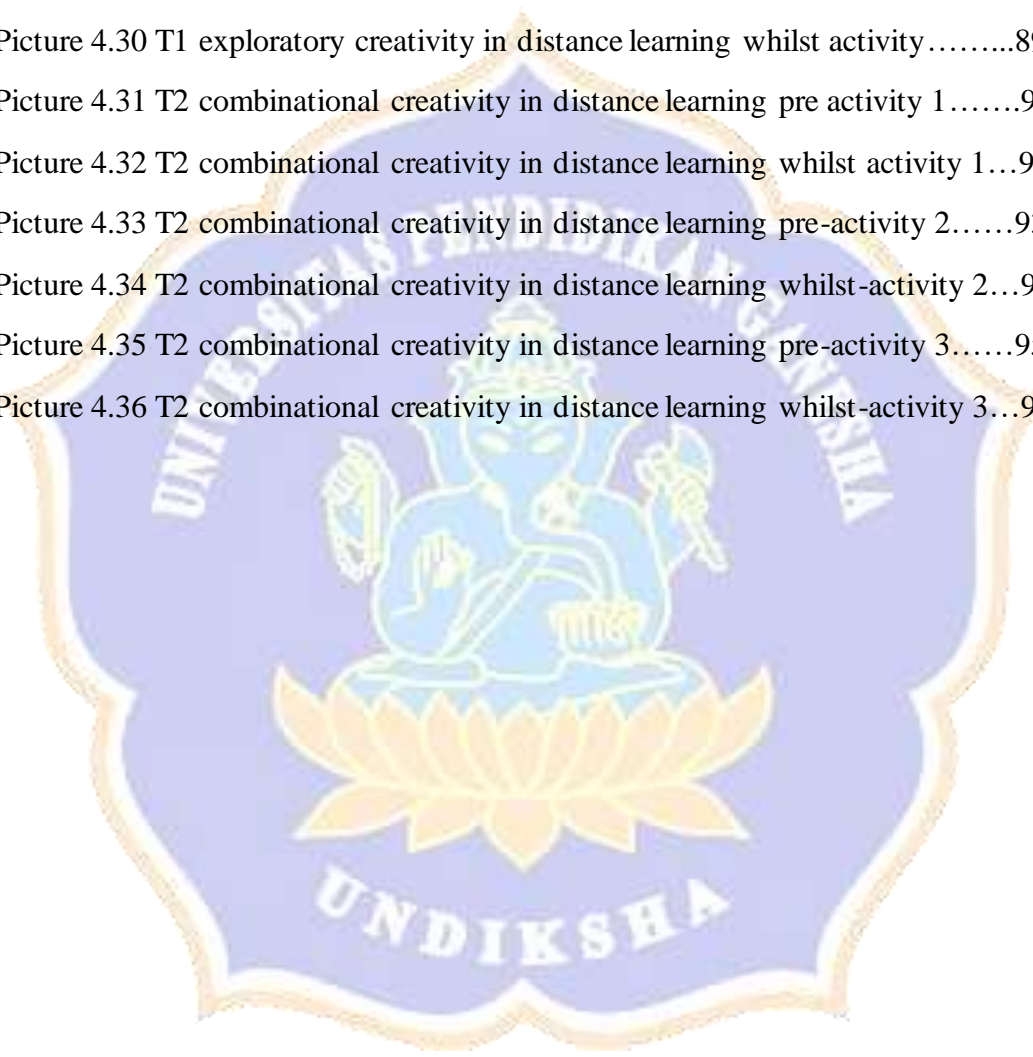 Picture 4.30 T1 exploratory creativity in distance learning whilst activity……...8
Picture 4.31 T2 combinational creativity in distance learning pre activity 1…….9
Picture 4.32 T2 combinational creativity in distance learning whilst activity 1…9
Picture 4.33 T2 combinational creativity in distance learning pre-activity 2……9
Picture 4.34 T2 combinational creativity in distance learning whilst-activity 2…9
Picture 4.35 T2 combinational creativity in distance learning pre-activity 3……9
Picture 4.36 T2 combinational creativity in distance learning whilst-activity 3…9
UNIVERSITAS PENDIDIKAN GANESHA
UNDIKSHA